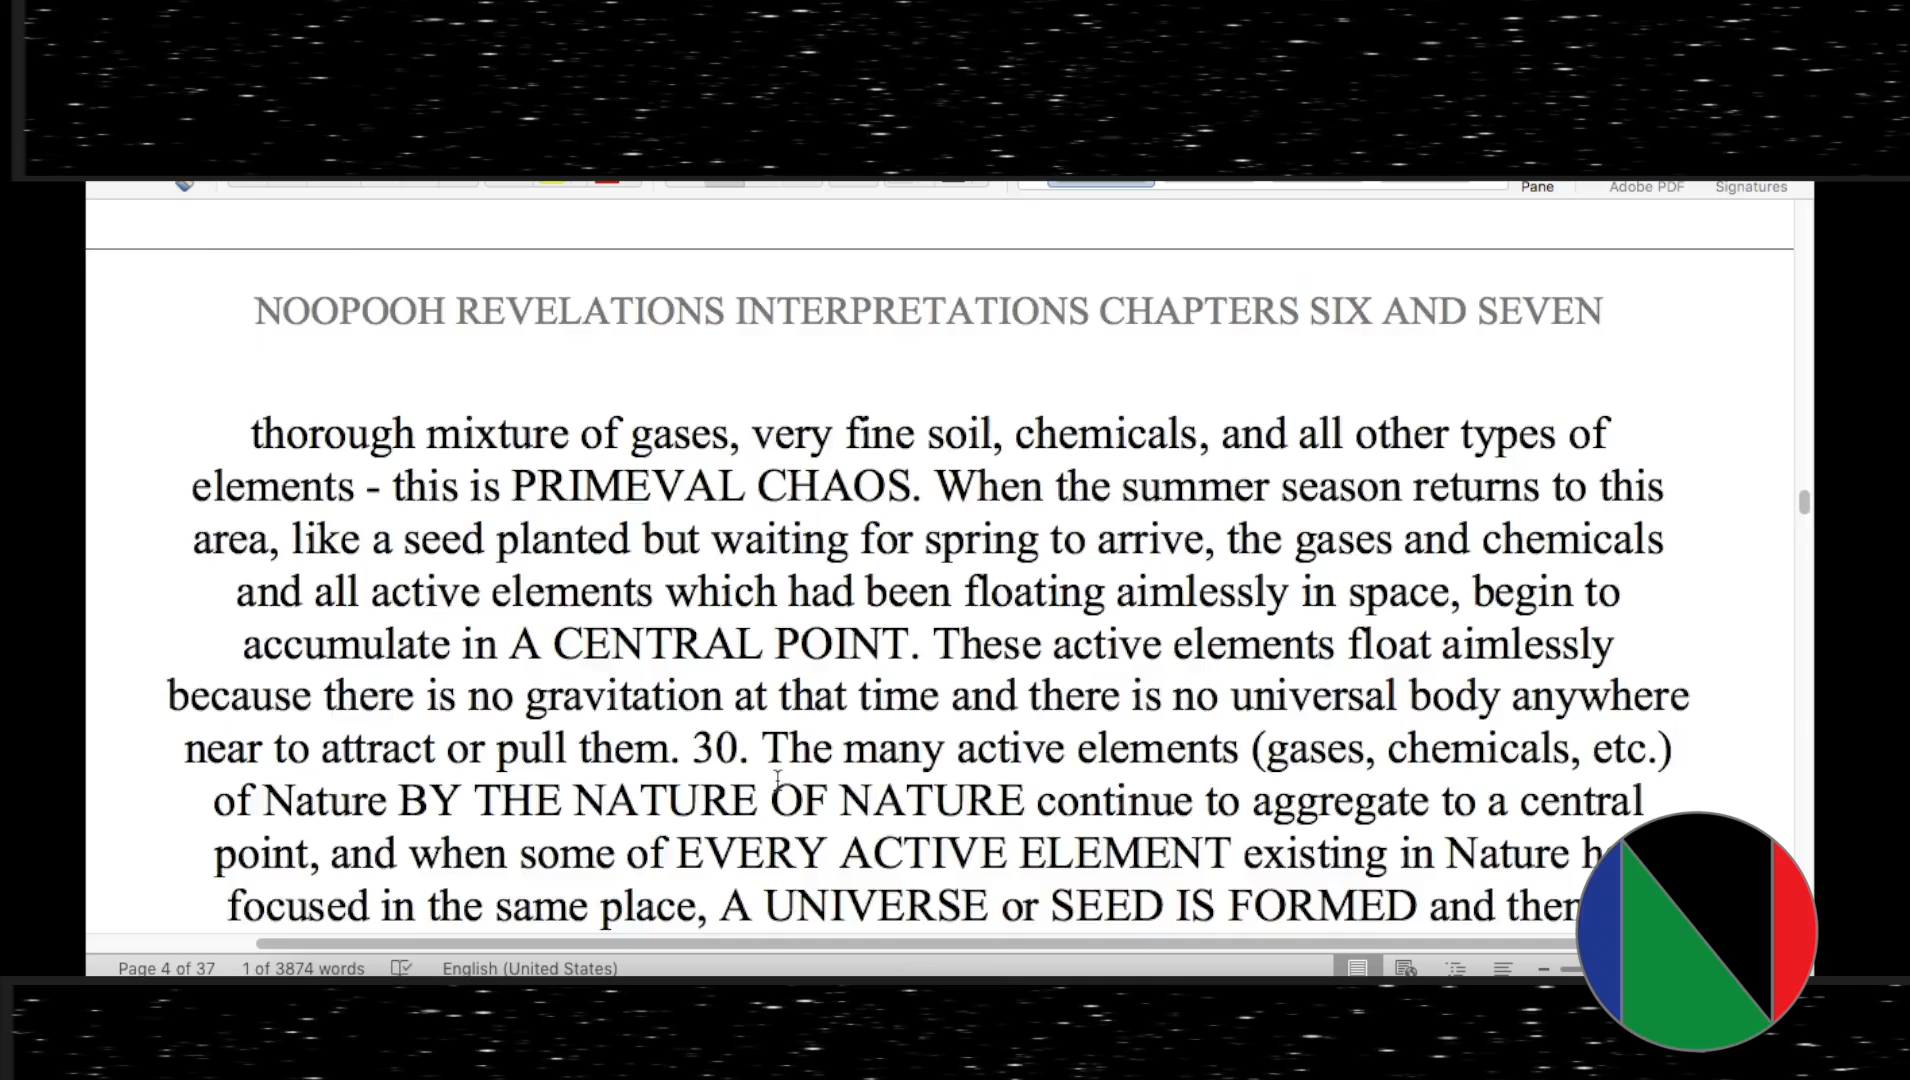 Pane Adobe PDF Signatures
NOOPOOH REVELATIONS INTERPRETATIONS CHAPTERS SIX AND SEVEN
thorough mixture of gases, very fine soil, chemicals, and all other types of
elements - this is PRIMEVAL CHAOS. When the summer season returns to this
area, like a seed planted but waiting for spring to arrive, the gases and chemicals
and all active elements which had been floating aimlessly in space, begin to
accumulate in A CENTRAL POINT. These active elements float aimlessly
because there is no gravitation at that time and there is no universal body anywhere
near to attract or pull them. 30. The many active elements (gases, chemicals, etc.)
of Nature BY THE NATURE OF NATURE continue to aggregate to a central
point, and when some of EVERY ACTIVE ELEMENT existing in Nature
focused in the same place, A UNIVERSE or SEED IS FORMED and
Page 4 of 37 1 of 3874 words English (United States)